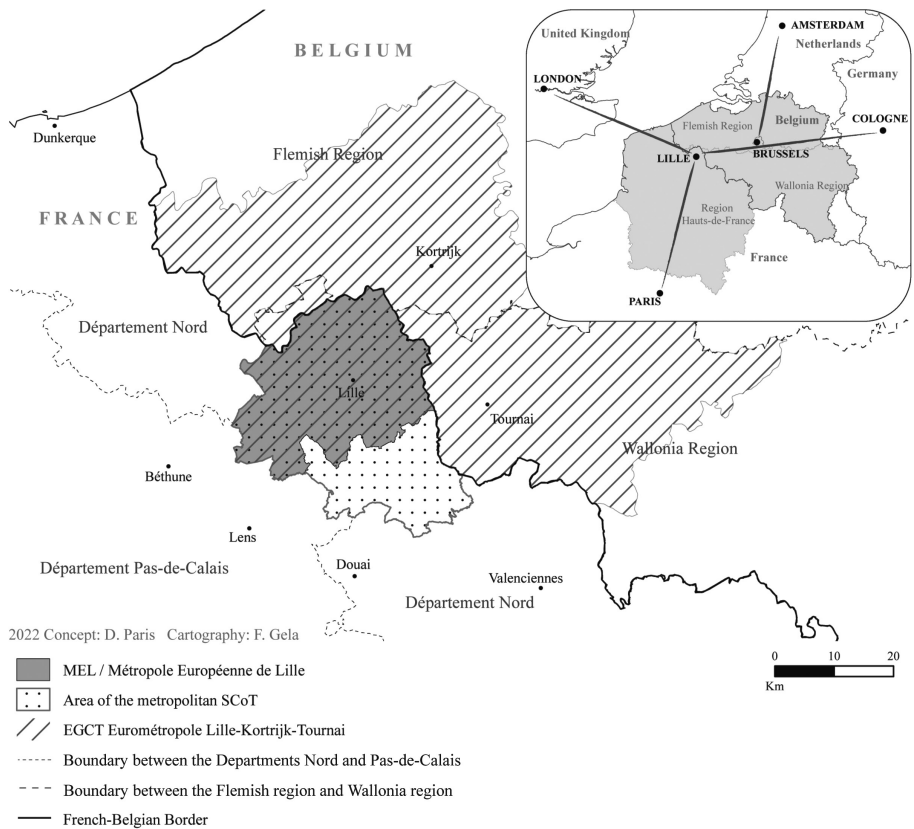 BELGIUM
Dunkerque
Flemish Region
FRANCE
Kortrijk
Département Nord
Lille
Tournai
Wallonia Region
Béthune
Lens
Douai
Département Pas-de-Calais
Valenciennes
Département Nord
AMSTERDAM
United Kingdom
Netherlands
Germany
LONDON
COLOGNE
Flemish Region
Belgium
LILLE
BRUSSELS
Wallonia Region
Region
Hauts-de-France
France
PARIS
2022 Concept: D. Paris Cartography: F. Gela
0 10 20
Km
MEL / Métropole Européenne de Lille
Area of the metropolitan SCoT
EGCT Eurométropole Lille-Kortrijk-Tournai
Boundary between the Departments Nord and Pas-de-Calais
Boundary between the Flemish region and Wallonia region
French-Belgian Border